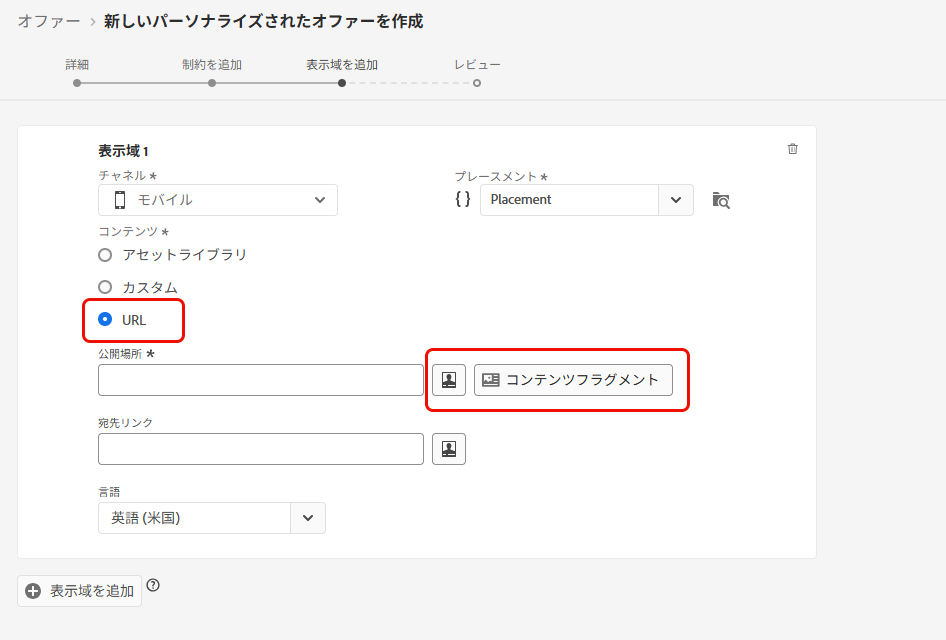 オファー › 新しいパーソナライズされたオファーを作成
詳細 制約を追加 表示域を追加 レビュー
表示域 1
チャネル * プレースメント *
モバイル {} Placement
コンテンツ *
アセットライブラリ
カスタム
URL
公開場所 *
コンテンツフラグメント
宛先リンク
言語
英語 (米国)
表示域を追加 ?